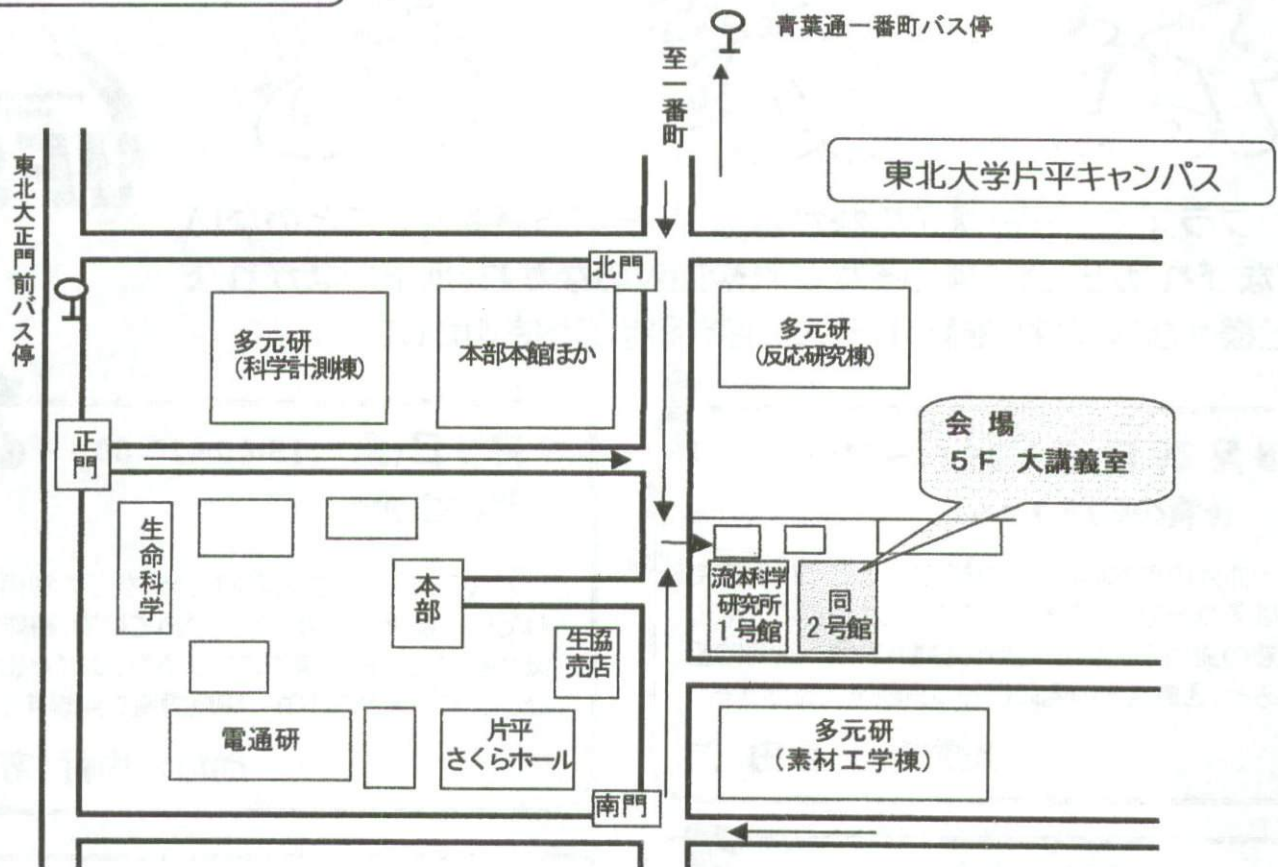 青葉通一番町バス停
至一番町
東北大学片平キャンパス
東北大正門前バス停
北門
多元研
(科学計測棟)
本部本館ほか
多元研
(反応研究棟)
会 場
5F 大講義室
正門
生命科学
本部
流体科学
研究所
1号館
同
2号館
生協
売店
電通研
片平
さくらホール
多元研
(素材工学棟)
南門